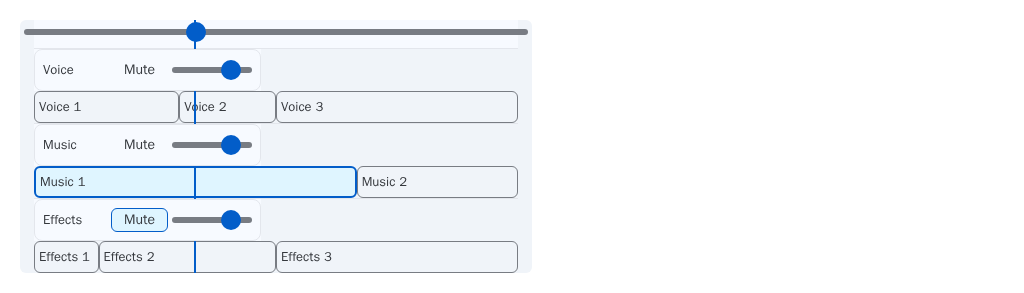 Voice Mute
Voice 1 Voice 2 Voice 3
Music Mute
Music 1 Music 2
Effects Mute
Effects 1 Effects 2 Effects 3